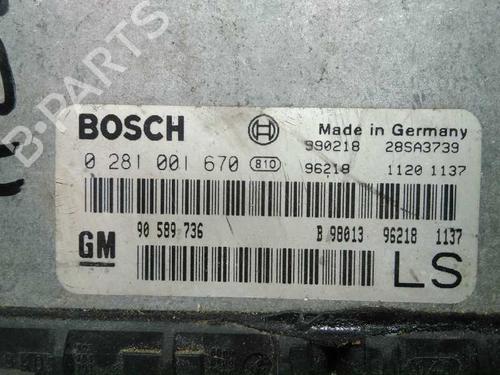 B-PARTS
BOSCH
Made in Germany
990218 28SA3739
0 281 001 670 810 96218 1120 1137
GM 90 589 736 B 98013 96218 1137
LS